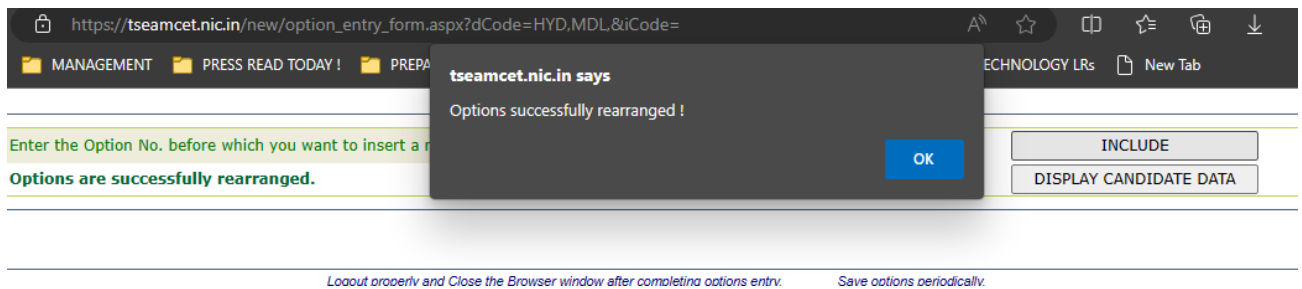 https://tseamcet.nic.in/new/option_entry_form.aspx?dCode=HYD,MDL,&iCode=
MANAGEMENT PRESS READ TODAY ! PREPA ECHNOLOGY LRs New Tab
tseamcet.nic.in says
Options successfully rearranged !
OK
Enter the Option No. before which you want to insert a INCLUDE
Options are successfully rearranged. DISPLAY CANDIDATE DATA
Logout properly and Close the Browser window after completing options entry. Save options periodically.